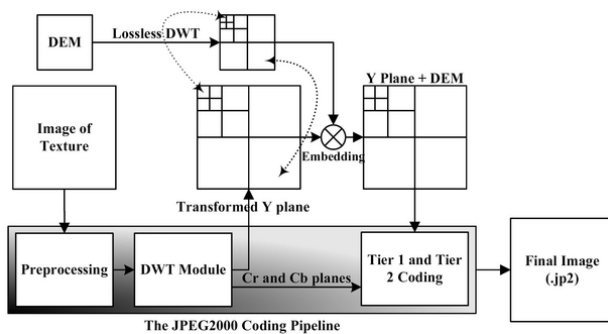 DEM
Lossless DWT
Y Plane + DEM
Image of
Texture
Embedding
Transformed Y plane
Preprocessing
DWT Module
Cr and Cb planes
Tier 1 and Tier
2 Coding
Final Image
(.jp2)
The JPEG2000 Coding Pipeline